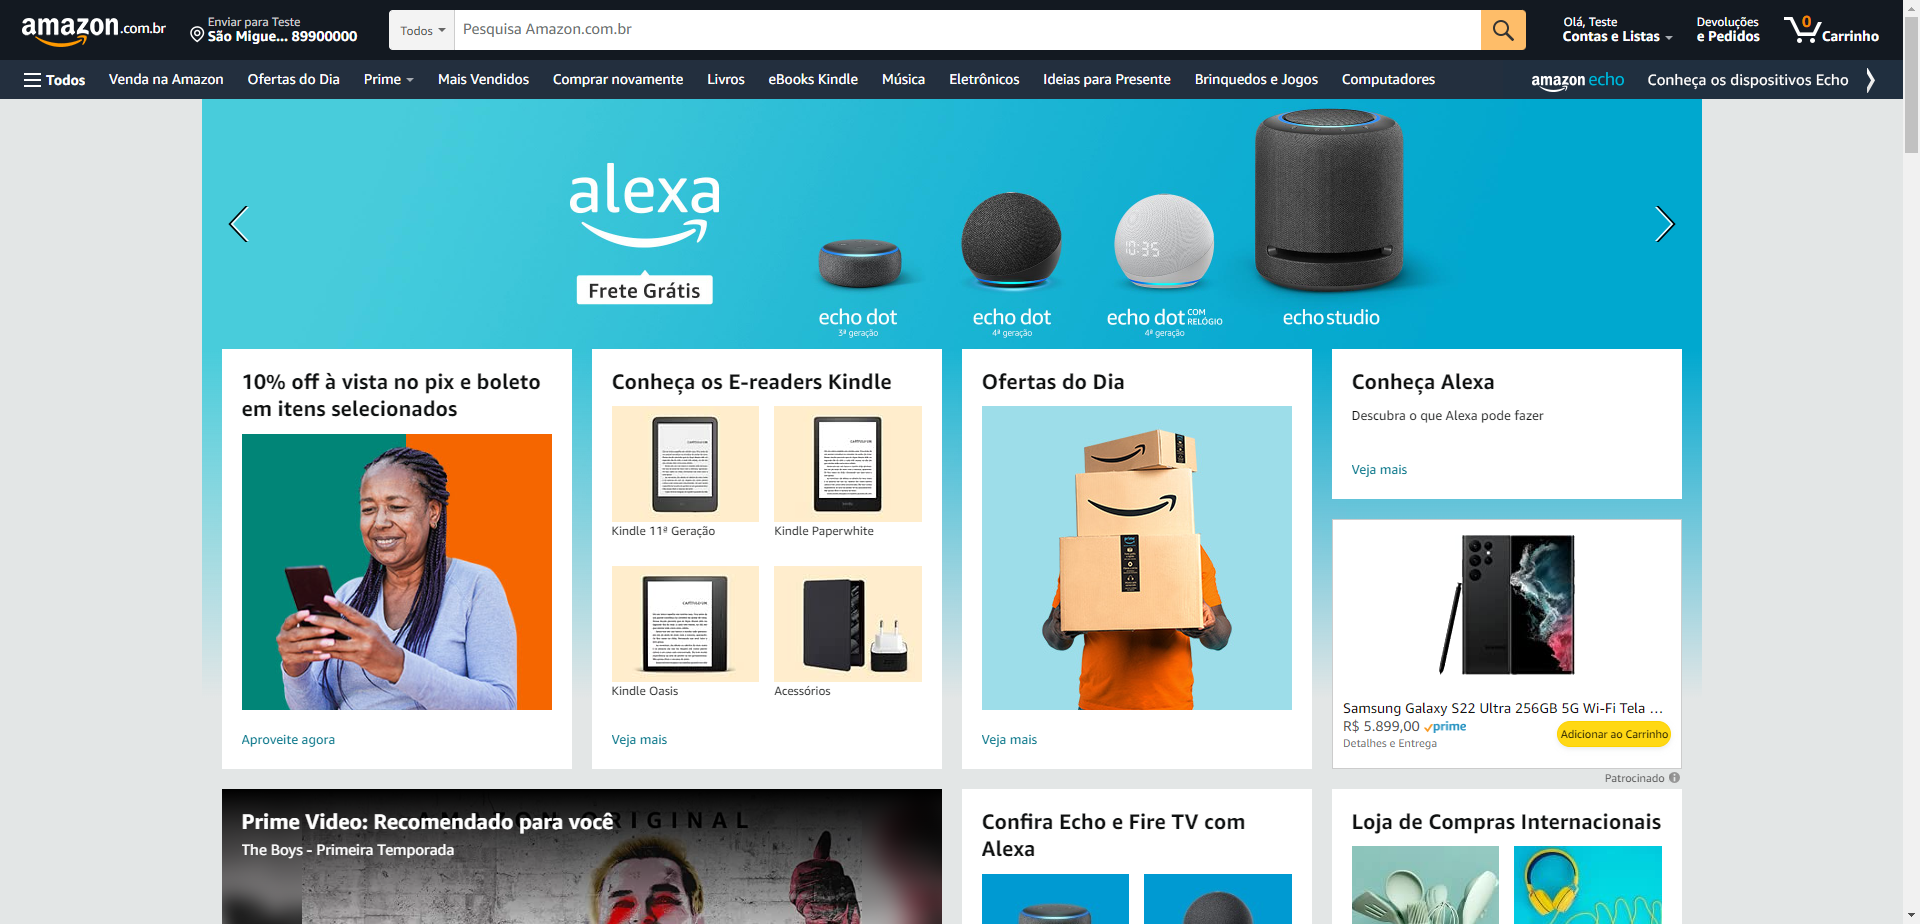 amazon.com.br
Enviar para Teste
São Migue... 89900000
Todos
Pesquisa Amazon.com.br
Olá, Teste
Contas e Listas
Devoluções
e Pedidos
0
Carrinho
Todos
Venda na Amazon
Ofertas do Dia
Prime
Mais Vendidos
Comprar novamente
Livros
eBooks Kindle
Música
Eletrônicos
Ideias para Presente
Brinquedos e Jogos
Computadores
amazon echo
Conheça os dispositivos Echo
alexa
Frete Grátis
10:35
echo dot
3ª geração
echo dot
4ª geração
echo dot COM RELÓGIO
4ª geração
echo studio
10% off à vista no pix e boleto
em itens selecionados
Aproveite agora
Conheça os E-readers Kindle
Kindle 11ª Geração
Kindle Paperwhite
Kindle Oasis
Acessórios
Veja mais
Ofertas do Dia
prime
Veja mais
Conheça Alexa
Descubra o que Alexa pode fazer
Veja mais
Samsung Galaxy S22 Ultra 256GB 5G Wi-Fi Tela ...
R$ 5.899,00 prime
Detalhes e Entrega
Adicionar ao Carrinho
Patrocinado
Prime Video: Recomendado para você
The Boys - Primeira Temporada
ORIGINAL
Confira Echo e Fire TV com
Alexa
Loja de Compras Internacionais